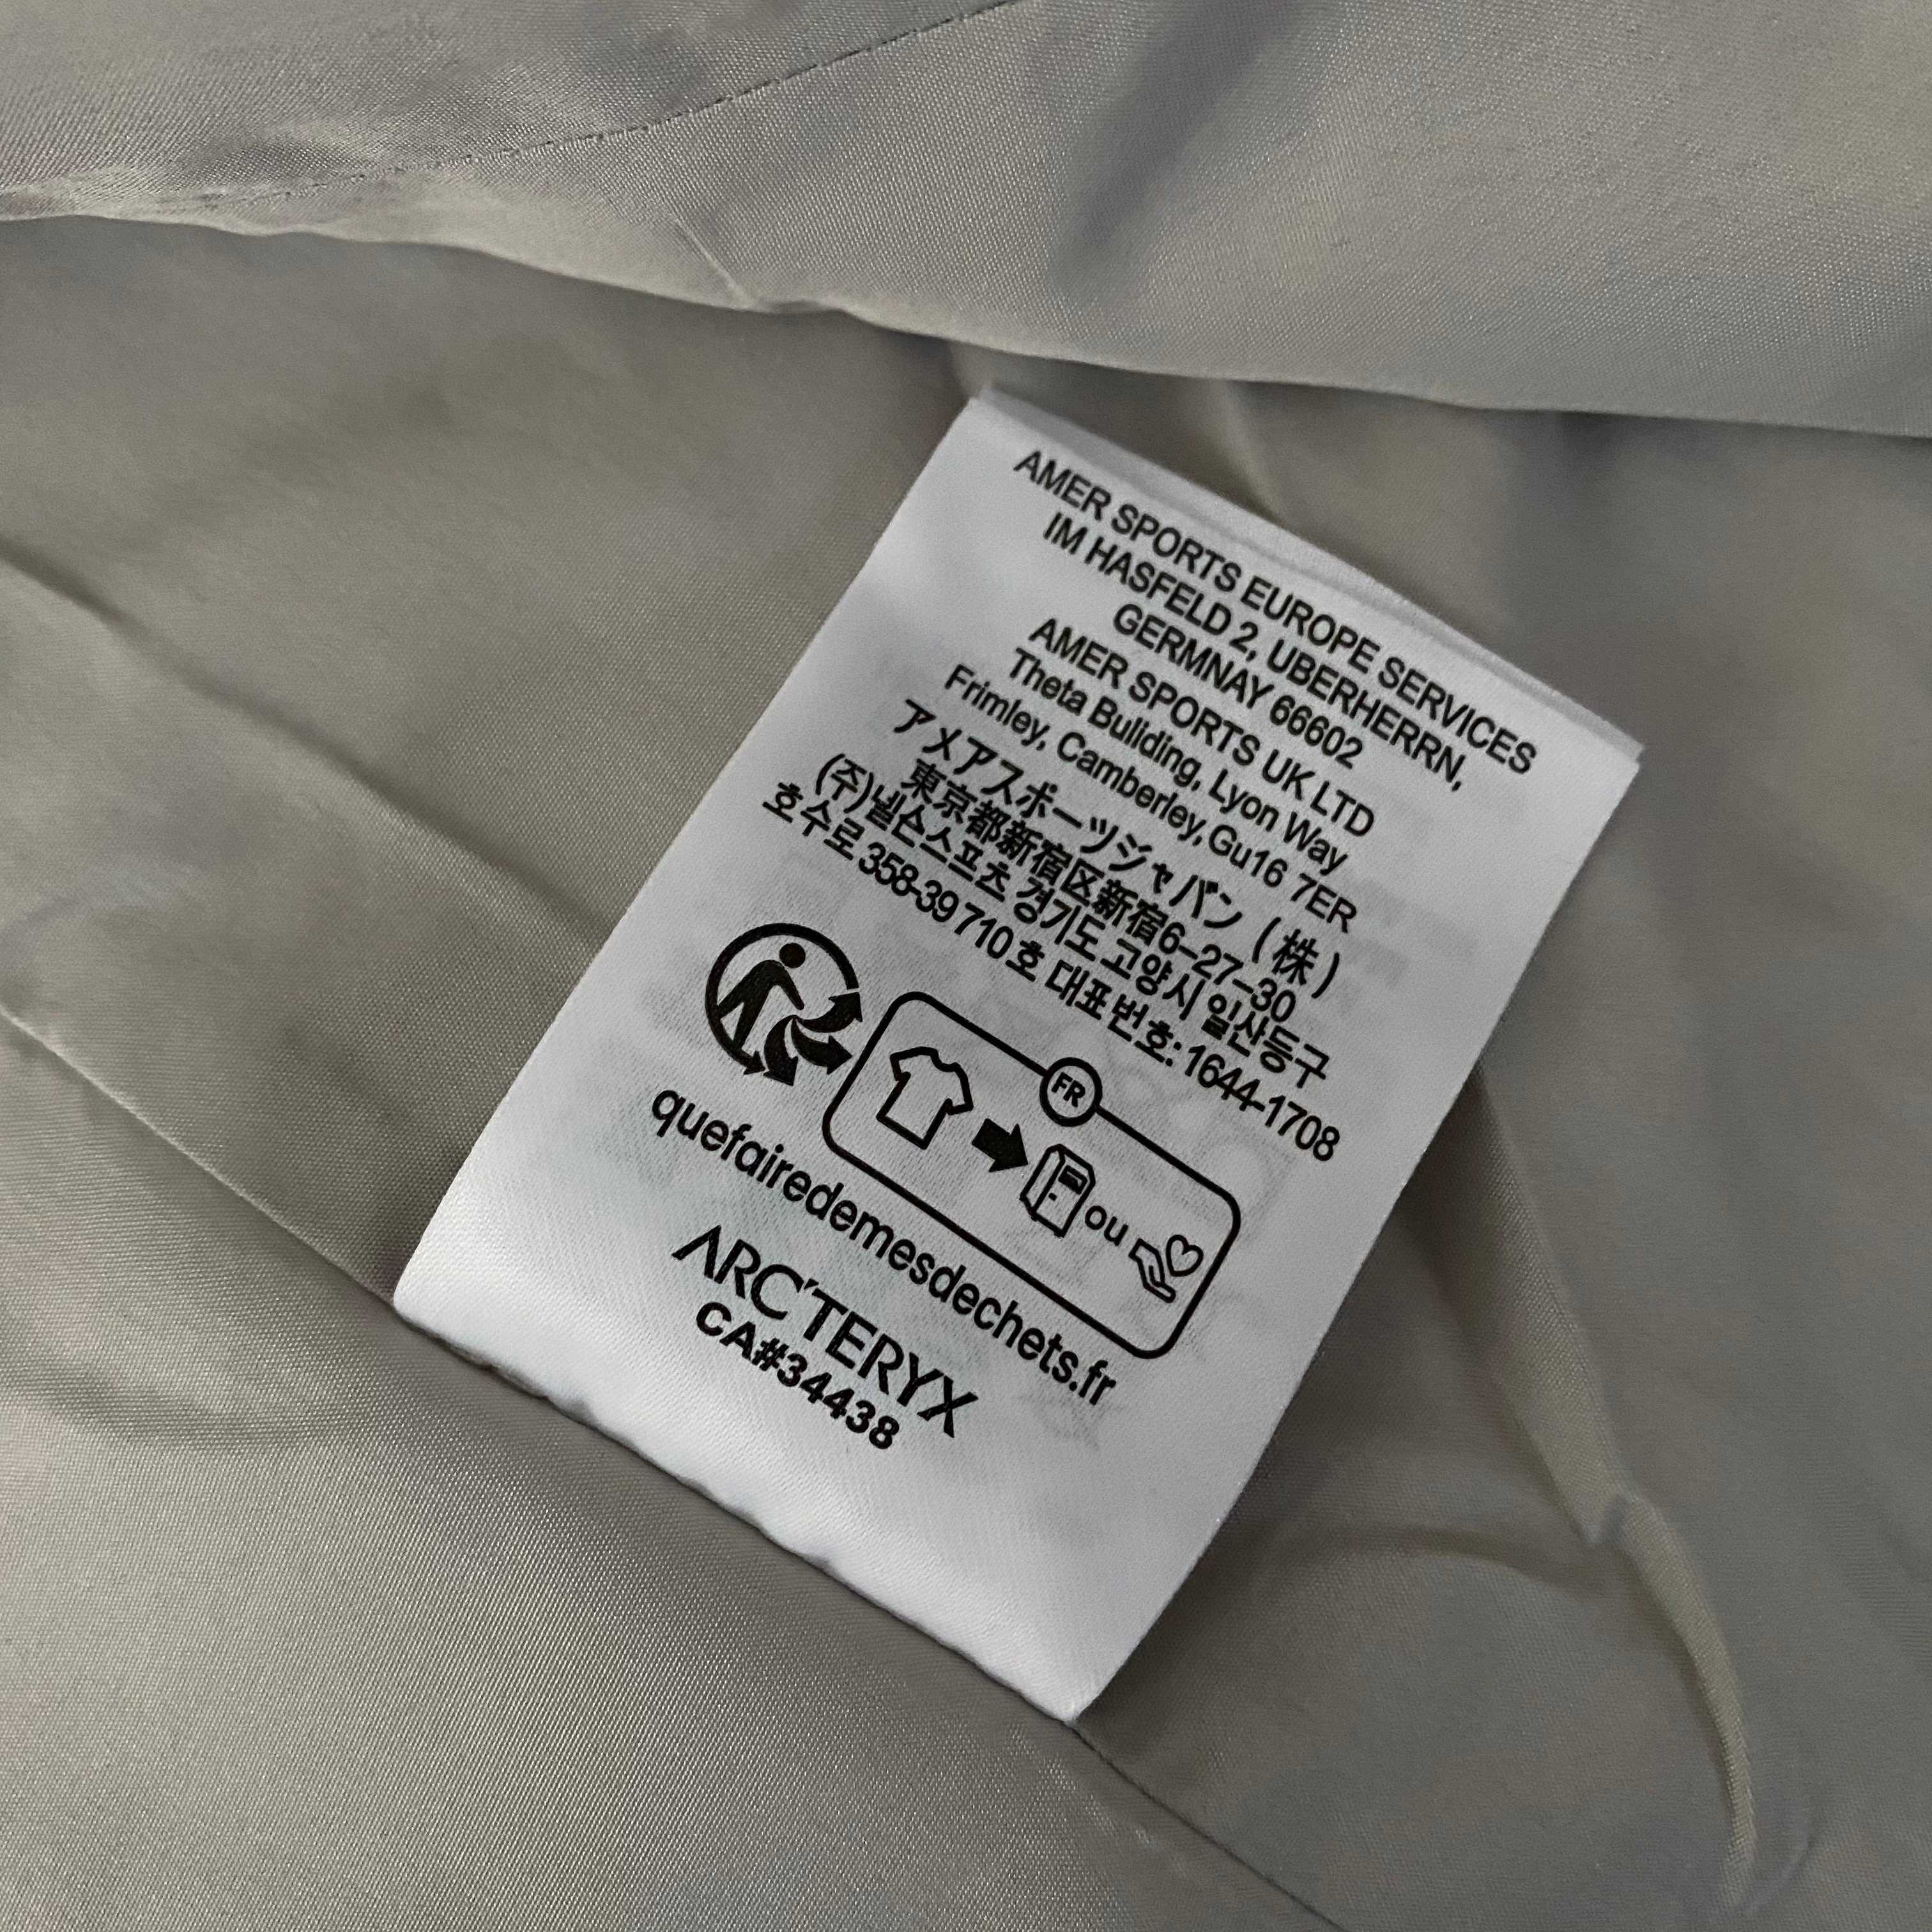 AMER SPORTS EUROPE SERVICES
IM HASFELD 2, UBERHERRN,
GERMNAY 66602
AMER SPORTS UK LTD
Theta Buliding, Lyon Way
Frimley, Camberley,Gu16 7ER
アメアスポーツジャバン（株）
東京都新宿区新宿6-27-30
(주)넬슨스포츠 경기도 고양시 일산동구
호수로 358-39 710호 대표번호: 1644-1708
FR
ou
quefairedemesdechets.fr
ARC'TERYX
CA#34438